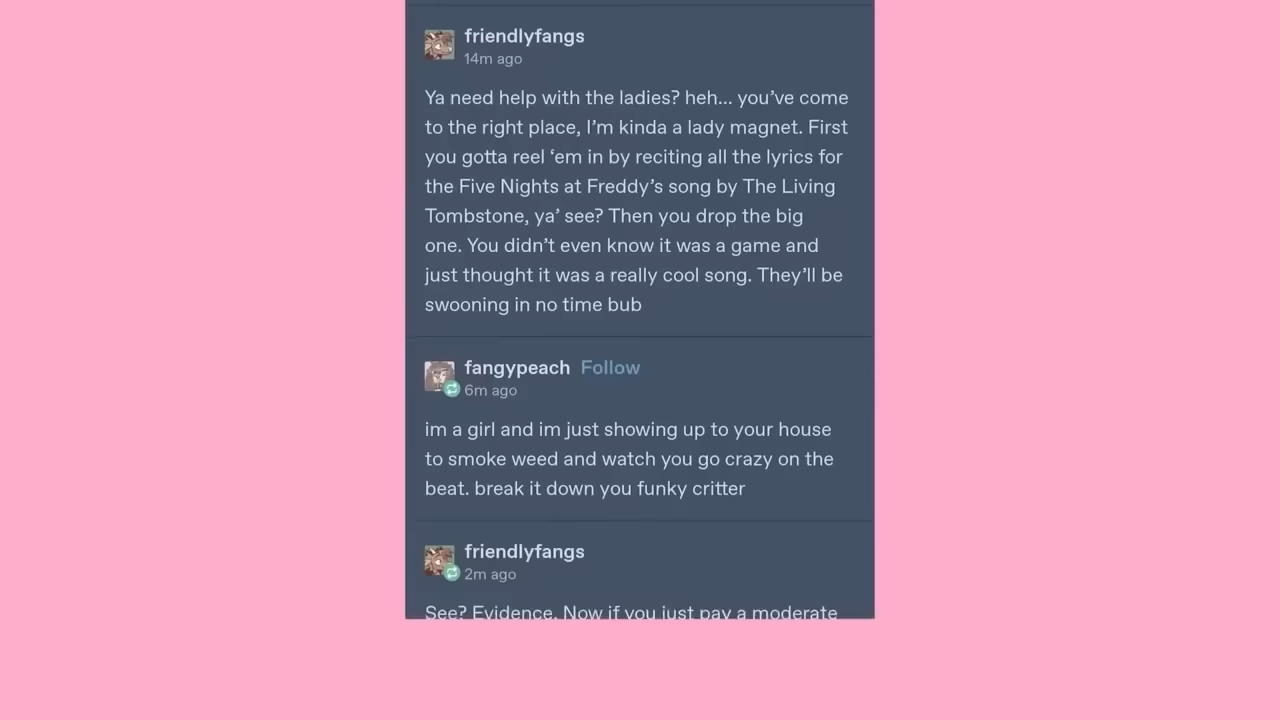 friendlyfangs
14m ago
Ya need help with the ladies? heh... you’ve come
to the right place, I’m kinda a lady magnet. First
you gotta reel ‘em in by reciting all the lyrics for
the Five Nights at Freddy’s song by The Living
Tombstone, ya’ see? Then you drop the big
one. You didn’t even know it was a game and
just thought it was a really cool song. They’ll be
swooning in no time bub
fangypeach Follow
6m ago
im a girl and im just showing up to your house
to smoke weed and watch you go crazy on the
beat. break it down you funky critter
friendlyfangs
2m ago
See? Evidence. Now if you just pay a moderate